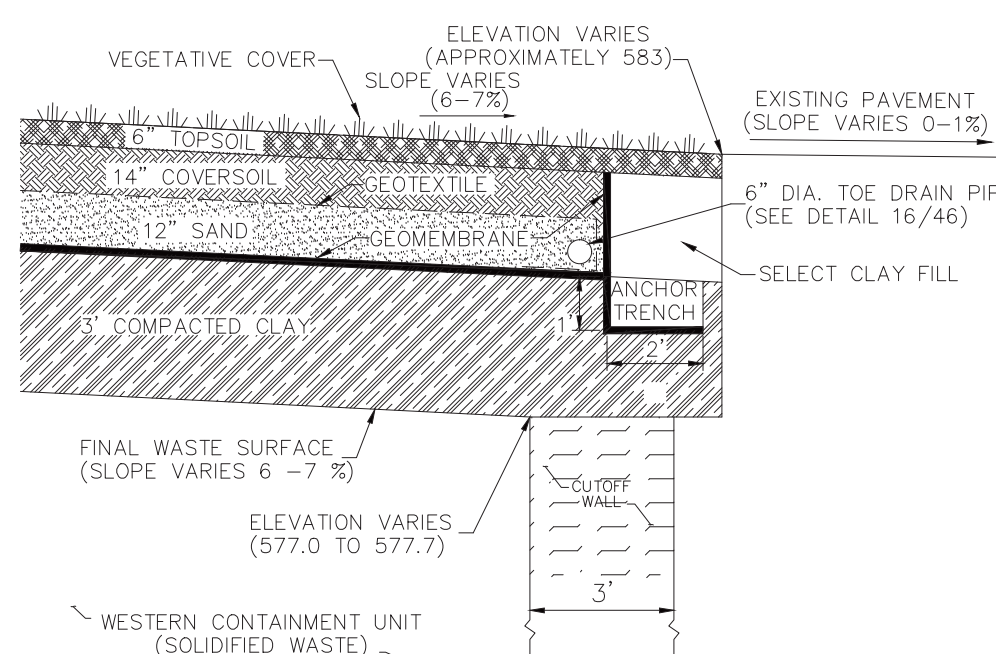 ELEVATION VARIES
(APPROXIMATELY 583)
VEGETATIVE COVER
SLOPE VARIES
(6-7%)
EXISTING PAVEMENT
(SLOPE VARIES 0-1%)
6" TOPSOIL
14" COVERSOIL
GEOTEXTILE
6" DIA. TOE DRAIN PIP
(SEE DETAIL 16/46)
12" SAND
GEOMEMBRANE
SELECT CLAY FILL
ANCHOR
TRENCH
3' COMPACTED CLAY
1'
2'
FINAL WASTE SURFACE
(SLOPE VARIES 6 -7 %)
CUTOFF
WALL
ELEVATION VARIES
(577.0 TO 577.7)
3'
WESTERN CONTAINMENT UNIT
(SOLIDIFIED WASTE)